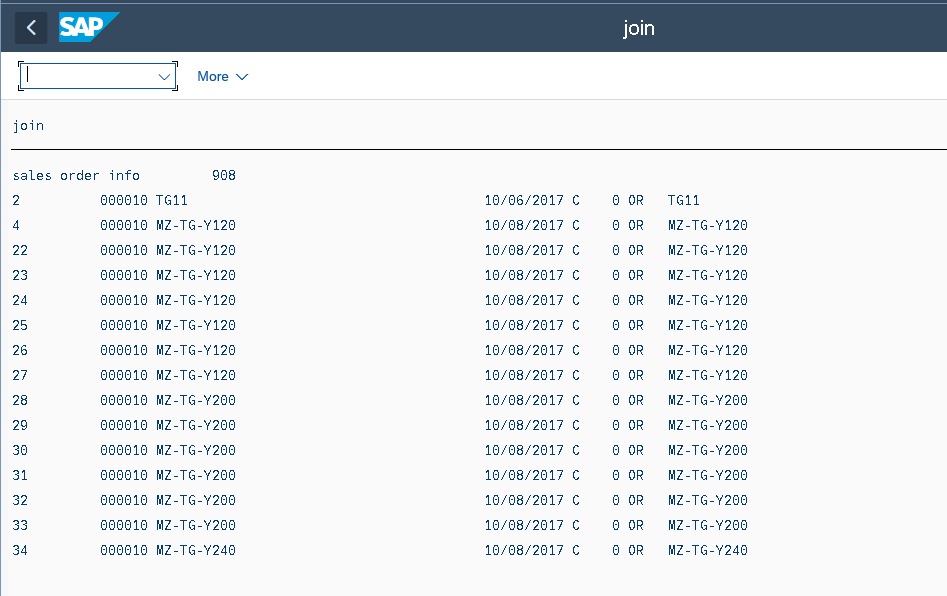 SAP join
More
join
sales order info 908
2 000010 TG11 10/06/2017 C 0 OR TG11
4 000010 MZ-TG-Y120 10/08/2017 C 0 OR MZ-TG-Y120
22 000010 MZ-TG-Y120 10/08/2017 C 0 OR MZ-TG-Y120
23 000010 MZ-TG-Y120 10/08/2017 C 0 OR MZ-TG-Y120
24 000010 MZ-TG-Y120 10/08/2017 C 0 OR MZ-TG-Y120
25 000010 MZ-TG-Y120 10/08/2017 C 0 OR MZ-TG-Y120
26 000010 MZ-TG-Y120 10/08/2017 C 0 OR MZ-TG-Y120
27 000010 MZ-TG-Y120 10/08/2017 C 0 OR MZ-TG-Y120
28 000010 MZ-TG-Y200 10/08/2017 C 0 OR MZ-TG-Y200
29 000010 MZ-TG-Y200 10/08/2017 C 0 OR MZ-TG-Y200
30 000010 MZ-TG-Y200 10/08/2017 C 0 OR MZ-TG-Y200
31 000010 MZ-TG-Y200 10/08/2017 C 0 OR MZ-TG-Y200
32 000010 MZ-TG-Y200 10/08/2017 C 0 OR MZ-TG-Y200
33 000010 MZ-TG-Y200 10/08/2017 C 0 OR MZ-TG-Y200
34 000010 MZ-TG-Y240 10/08/2017 C 0 OR MZ-TG-Y240